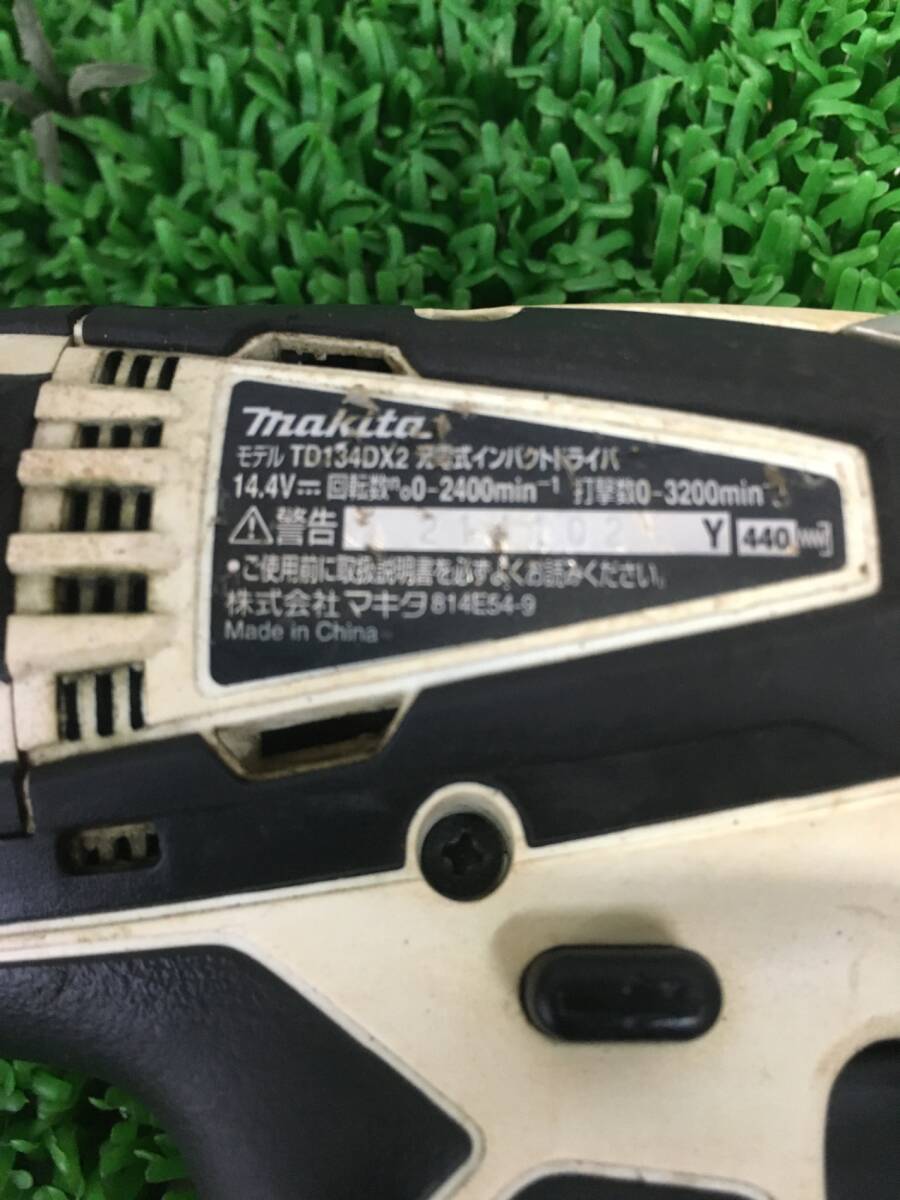 makita
モデル TD134DX2 充電式インパクトドライバ
14.4V⎓ 回転数n₀0-2400min⁻¹ 打撃数0-3200min⁻
⚠警告 Y 440
•ご使用前に取扱説明書を必ずよくお読みください。
株式会社 マキタ 814E54-9
Made in China